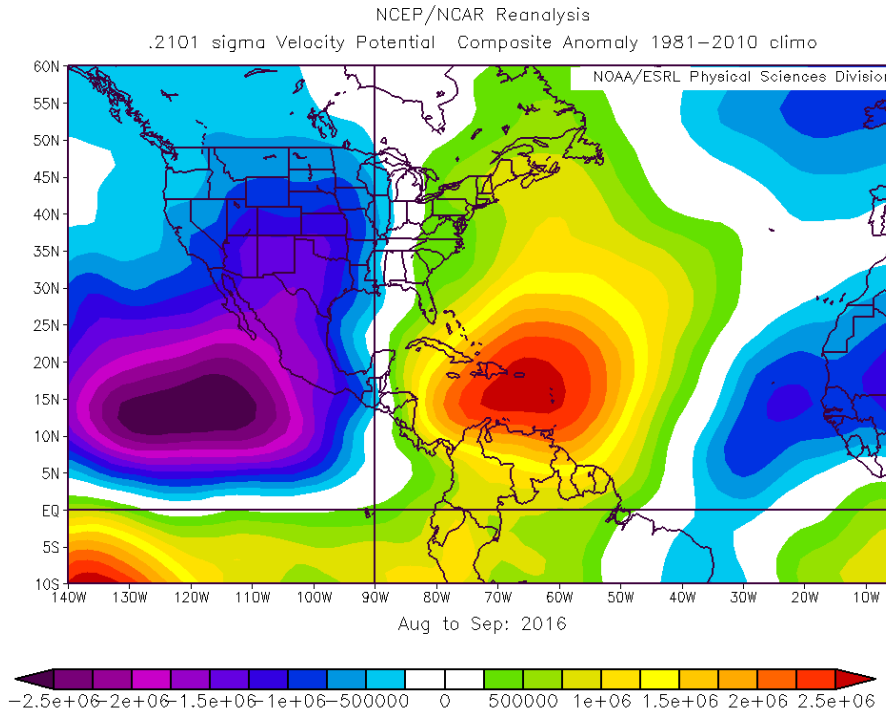 NCEP/NCAR Reanalysis
.2101 sigma Velocity Potential Composite Anomaly 1981-2010 climo
NOAA/ESRL Physical Sciences Division
60N
55N
50N
45N
40N
35N
30N
25N
20N
15N
10N
5N
EQ
5S
10S
140W 130W 120W 110W 100W 90W 80W 70W 60W 50W 40W 30W 20W 10W
Aug to Sep: 2016
-2.5e+06 -2e+06 -1.5e+06 -1e+06 -500000 0 500000 1e+06 1.5e+06 2e+06 2.5e+06